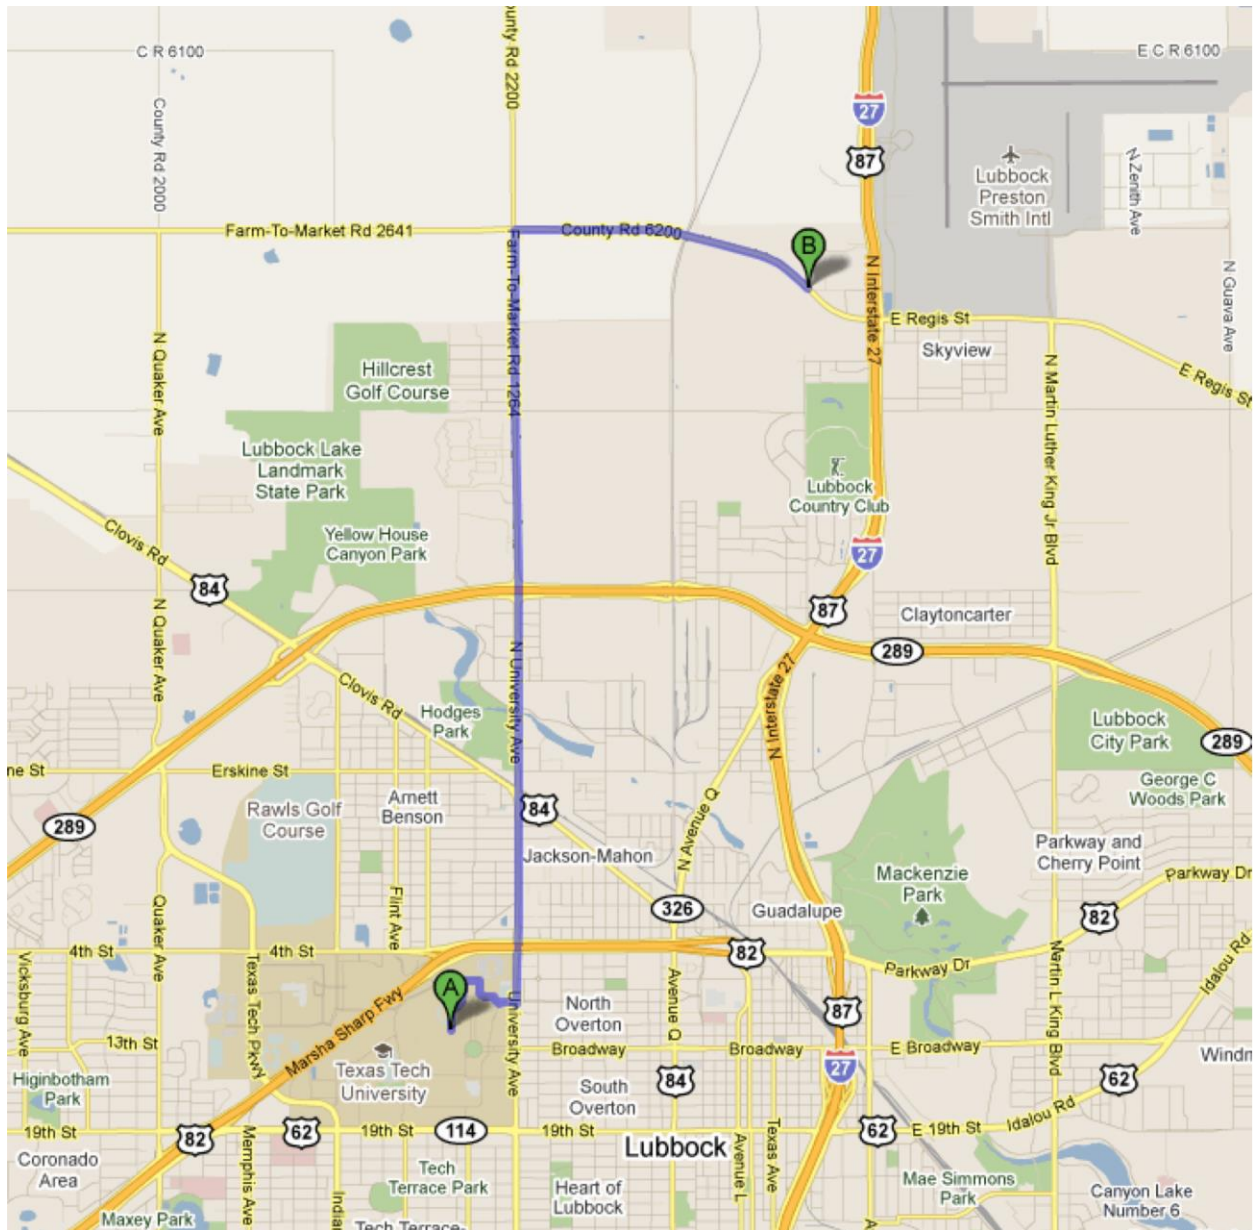 C R 6100
County Rd 2000
County Rd 2200
27
87
E C R 6100
Lubbock
Preston
Smith Intl
N Zenith Ave
N Guava Ave
Farm-To-Market Rd 2641
County Rd 6200
B
N Interstate 27
E Regis St
Skyview
E Regis St
N Quaker Ave
Farm-To-Market Rd 1264
Hillcrest
Golf Course
N Martin Luther King Jr Blvd
Lubbock Lake
Landmark
State Park
Lubbock
Country Club
Yellow House
Canyon Park
Clovis Rd
84
27
87
Claytoncarter
289
N Quaker Ave
N University Ave
N Interstate 27
Clovis Rd
Hodges
Park
Lubbock
City Park
289
George C
Woods Park
ne St
Erskine St
Rawls Golf
Course
Arnett
Benson
84
N Avenue Q
289
Jackson-Mahon
Parkway and
Cherry Point
Mackenzie
Park
Parkway Dr
82
Flint Ave
326
Guadalupe
Quaker Ave
4th St
4th St
82
Parkway Dr
Idalou Rd
Vicksburg Ave
Texas Tech Pkwy
Marsha Sharp Fwy
A
University Ave
North
Overton
Avenue Q
87
Martin L King Blvd
13th St
Broadway
Broadway
E Broadway
Windm
Texas Tech
University
27
Higinbotham
Park
South
Overton
84
62
Idalou Rd
19th St
82
62
19th St
114
19th St
62
E 19th St
Lubbock
Coronado
Area
Memphis Ave
Indian
Tech
Terrace Park
Avenue L
Texas Ave
Mae Simmons
Park
Heart of
Lubbock
Canyon Lake
Number 6
Maxey Park
Tech Terrace-
A